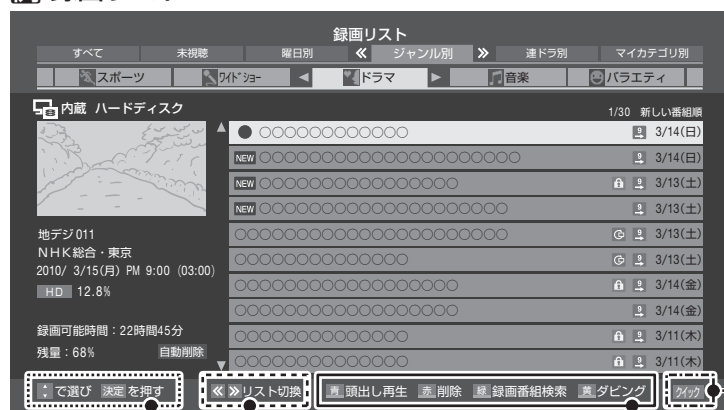 録画リスト
すべて 未視聴 曜日別 ≪ ジャンル別 ≫ 連ドラ別 マイカテゴリ別
スポーツ ﾜｲﾄﾞｼｮｰ ◀ ドラマ ▶ 音楽 バラエティ
内蔵 ハードディスク 1/30 新しい番組順
● ○○○○○○○○○○○○ 3/14(日)
NEW ○○○○○○○○○○○○○○○○○○○○○ 3/14(日)
NEW ○○○○○○○○○○○○○○○○ 3/13(土)
NEW ○○○○○○○○○○○○○○○○○○○○ 3/13(土)
○○○○○○○○○○○○○○○○○○○○○○ 3/13(土)
○○○○○○○○○○○○○○ 3/13(土)
○○○○○○○○○○○○○○○○○○ 3/14(金)
○○○○○○○○○○○○○○○○○○ 3/14(金)
○○○○○○○○○○○○○○ 3/11(木)
○○○○○○○○○○○○○○ 3/11(木)
地デジ011
NHK総合・東京
2010/ 3/15(月) PM 9:00 (03:00)
HD 12.8%
録画可能時間：22時間45分
残量：68% 自動削除
で選び 決定 を押す ≪ ≫ リスト切換 青 頭出し再生 赤 削除 緑 録画番組検索 黄 ダビング ｸｲｯｸ